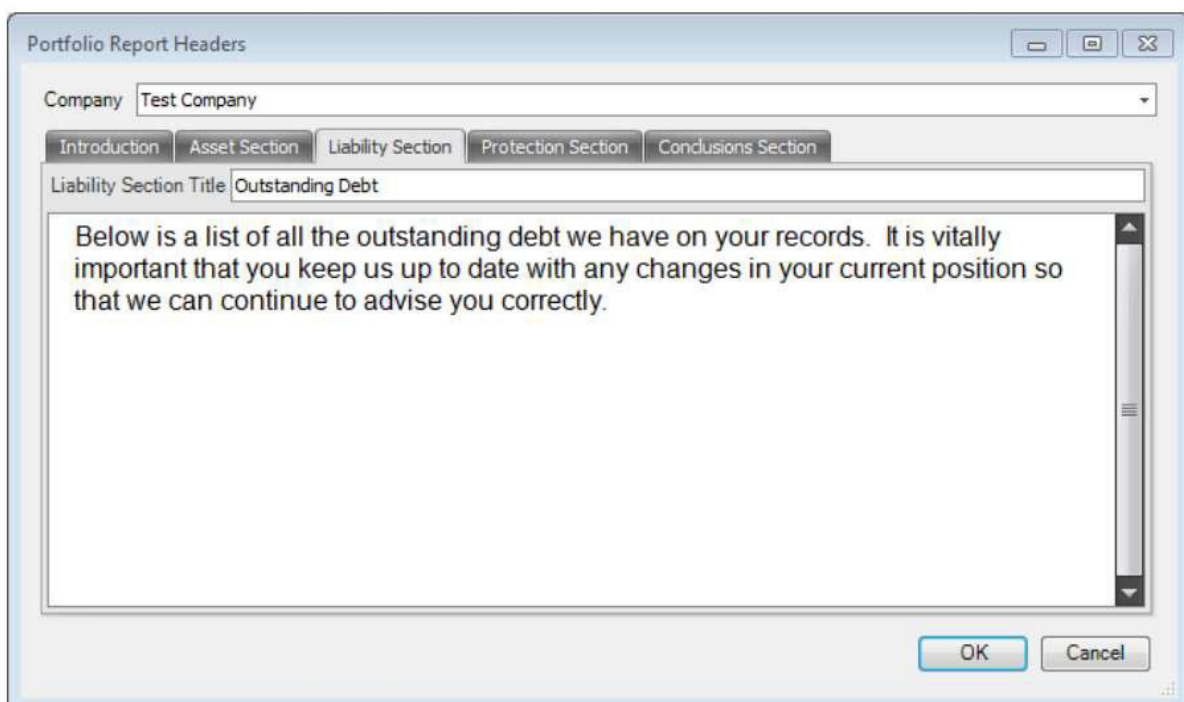 Portfolio Report Headers
Company Test Company
Introduction Asset Section Liability Section Protection Section Conclusions Section
Liability Section Title Outstanding Debt
Below is a list of all the outstanding debt we have on your records.  It is vitally
important that you keep us up to date with any changes in your current position so
that we can continue to advise you correctly.
OK Cancel